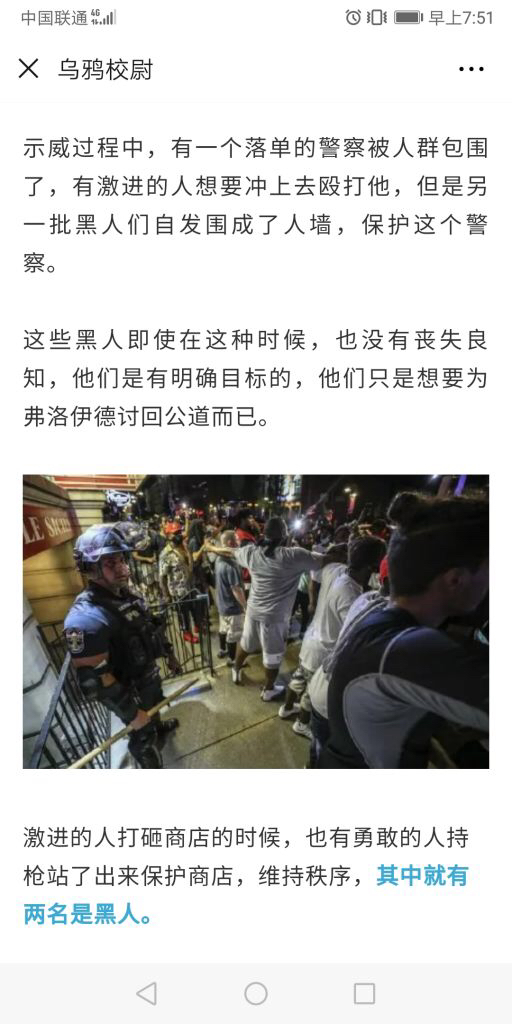 中国联通 4G 早上7:51
乌鸦校尉
示威过程中，有一个落单的警察被人群包围
了，有激进的人想要冲上去殴打他，但是另
一批黑人们自发围成了人墙，保护这个警
察。
这些黑人即使在这种时候，也没有丧失良
知，他们是有明确目标的，他们只是想要为
弗洛伊德讨回公道而已。
激进的人打砸商店的时候，也有勇敢的人持
枪站了出来保护商店，维持秩序，其中就有
两名是黑人。